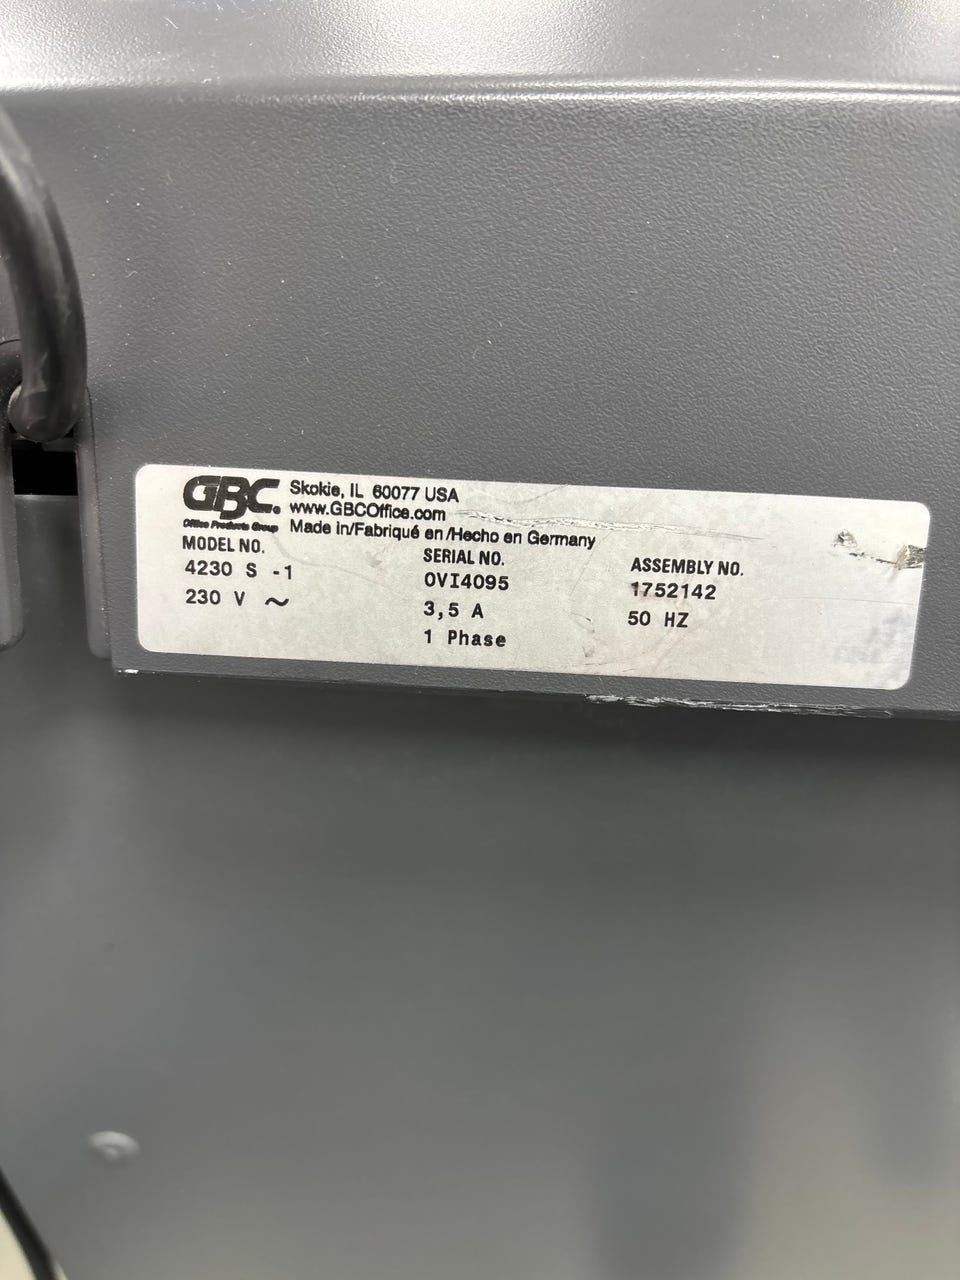 GBC. Skokie, IL 60077 USA
www.GBCOffice.com
Office Products Group Made in/Fabriqué en/Hecho en Germany
MODEL NO. SERIAL NO. ASSEMBLY NO.
4230 S -1 OVI4095 1752142
230 V ~ 3,5 A 50 HZ
1 Phase